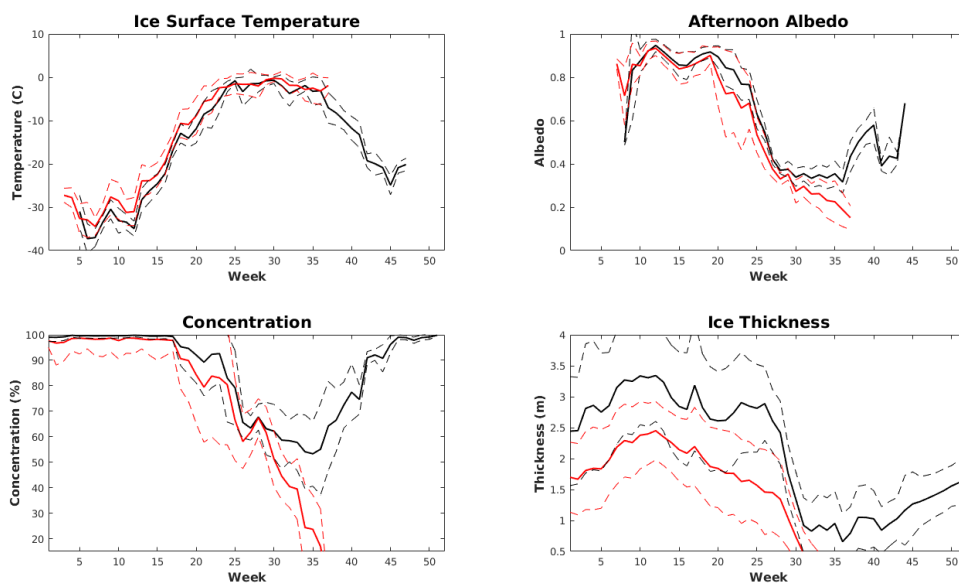 Ice Surface Temperature
Temperature (C)
10
0
-10
-20
-30
-40
5 10 15 20 25 30 35 40 45 50
Week
Afternoon Albedo
Albedo
1
0.8
0.6
0.4
0.2
0
5 10 15 20 25 30 35 40 45 50
Week
Concentration
Concentration (%)
100
90
80
70
60
50
40
30
20
5 10 15 20 25 30 35 40 45 50
Week
Ice Thickness
Thickness (m)
4
3.5
3
2.5
2
1.5
1
0.5
5 10 15 20 25 30 35 40 45 50
Week